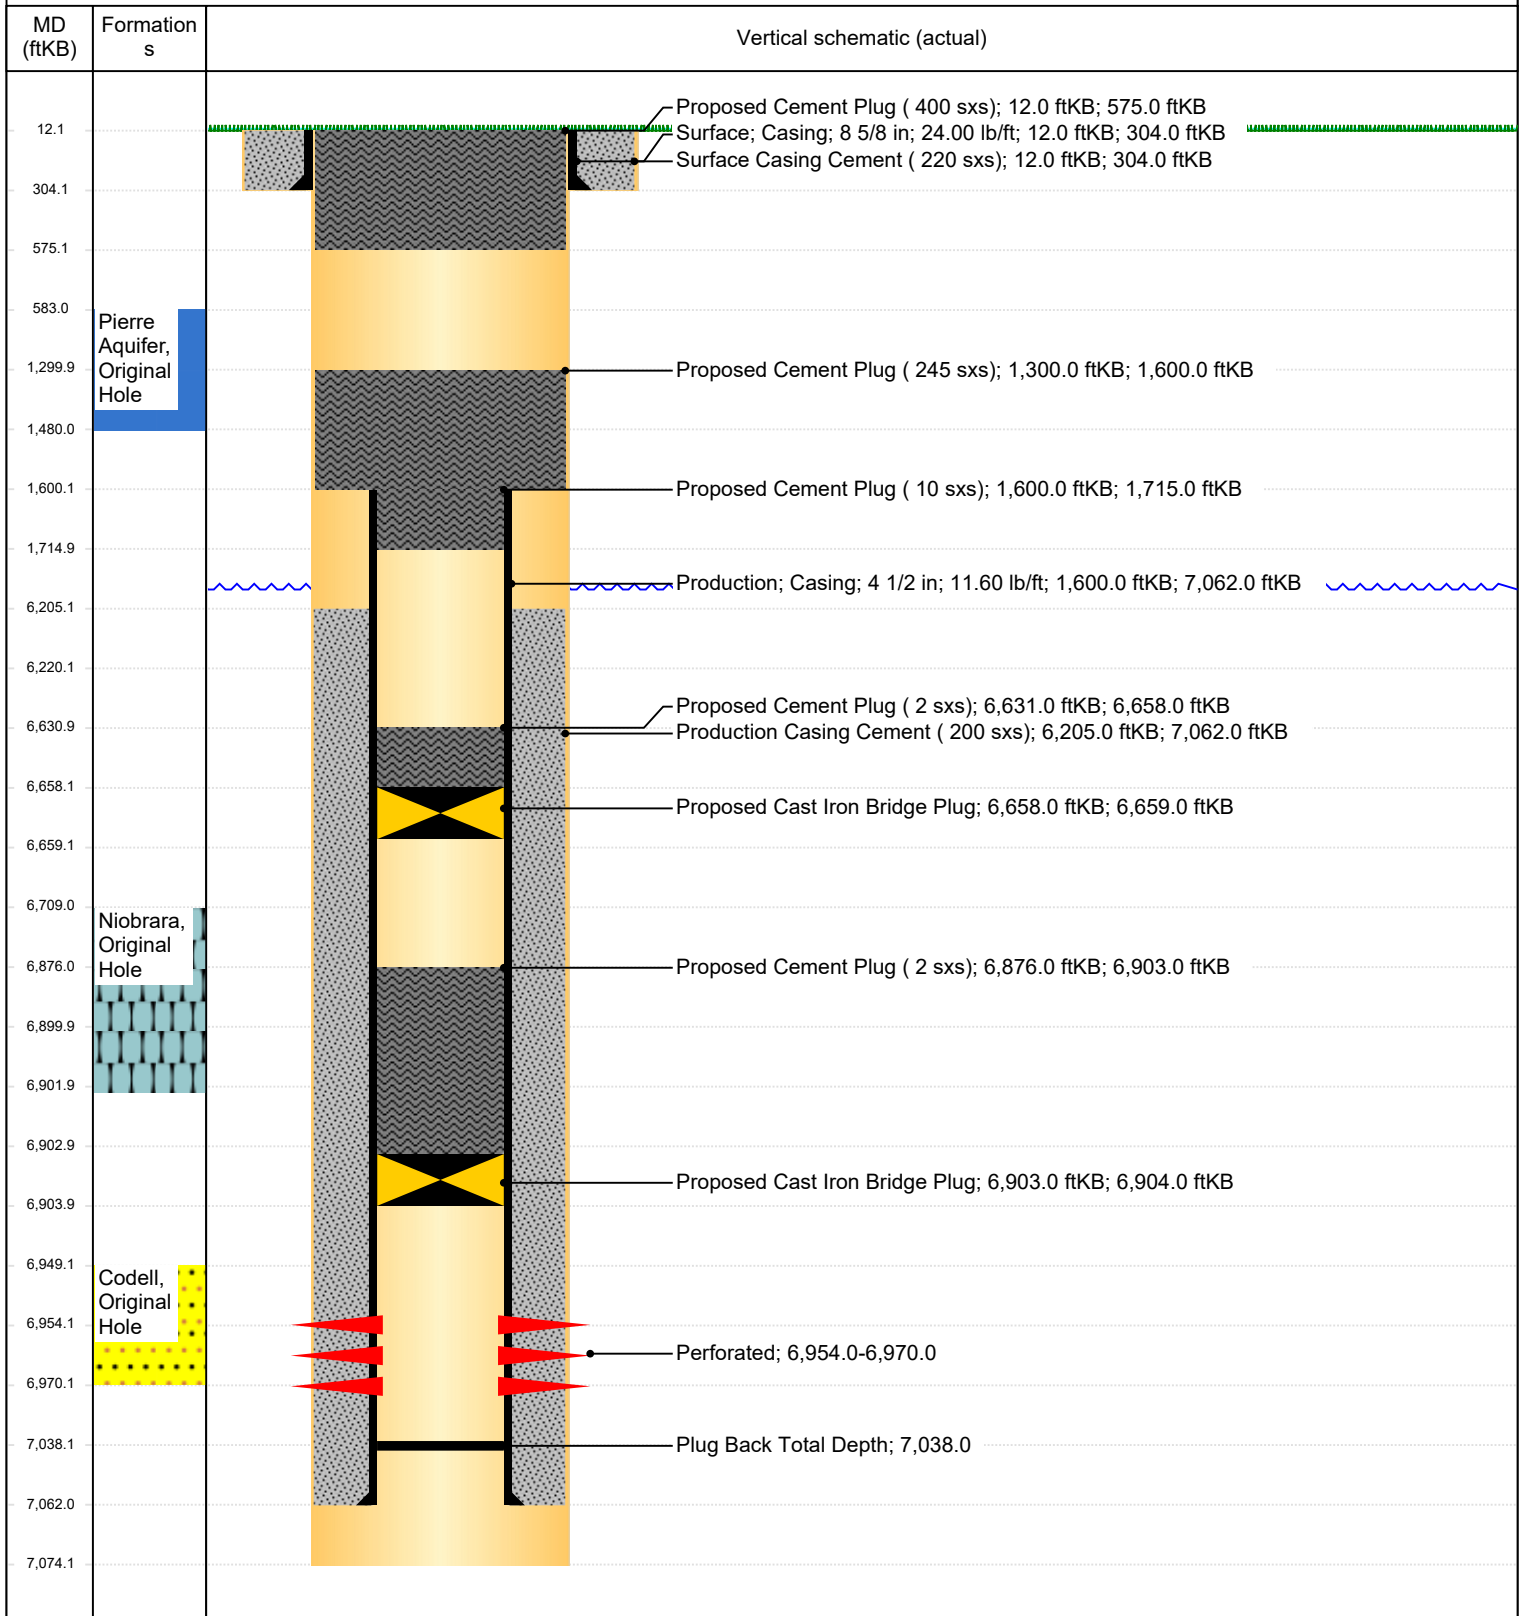 MD
(ftKB)
Formation
s
Vertical schematic (actual)
Proposed Cement Plug ( 400 sxs); 12.0 ftKB; 575.0 ftKB
12.1
Surface; Casing; 8 5/8 in; 24.00 lb/ft; 12.0 ftKB; 304.0 ftKB
Surface Casing Cement ( 220 sxs); 12.0 ftKB; 304.0 ftKB
304.1
575.1
583.0
Pierre
Aquifer,
Original
Hole
1,299.9
Proposed Cement Plug ( 245 sxs); 1,300.0 ftKB; 1,600.0 ftKB
1,480.0
1,600.1
Proposed Cement Plug ( 10 sxs); 1,600.0 ftKB; 1,715.0 ftKB
1,714.9
Production; Casing; 4 1/2 in; 11.60 lb/ft; 1,600.0 ftKB; 7,062.0 ftKB
6,205.1
6,220.1
Proposed Cement Plug ( 2 sxs); 6,631.0 ftKB; 6,658.0 ftKB
6,630.9
Production Casing Cement ( 200 sxs); 6,205.0 ftKB; 7,062.0 ftKB
6,658.1
Proposed Cast Iron Bridge Plug; 6,658.0 ftKB; 6,659.0 ftKB
6,659.1
6,709.0
Niobrara,
Original
Hole
6,876.0
Proposed Cement Plug ( 2 sxs); 6,876.0 ftKB; 6,903.0 ftKB
6,899.9
6,901.9
6,902.9
Proposed Cast Iron Bridge Plug; 6,903.0 ftKB; 6,904.0 ftKB
6,903.9
6,949.1
Codell,
Original
Hole
6,954.1
Perforated; 6,954.0-6,970.0
6,970.1
7,038.1
Plug Back Total Depth; 7,038.0
7,062.0
7,074.1